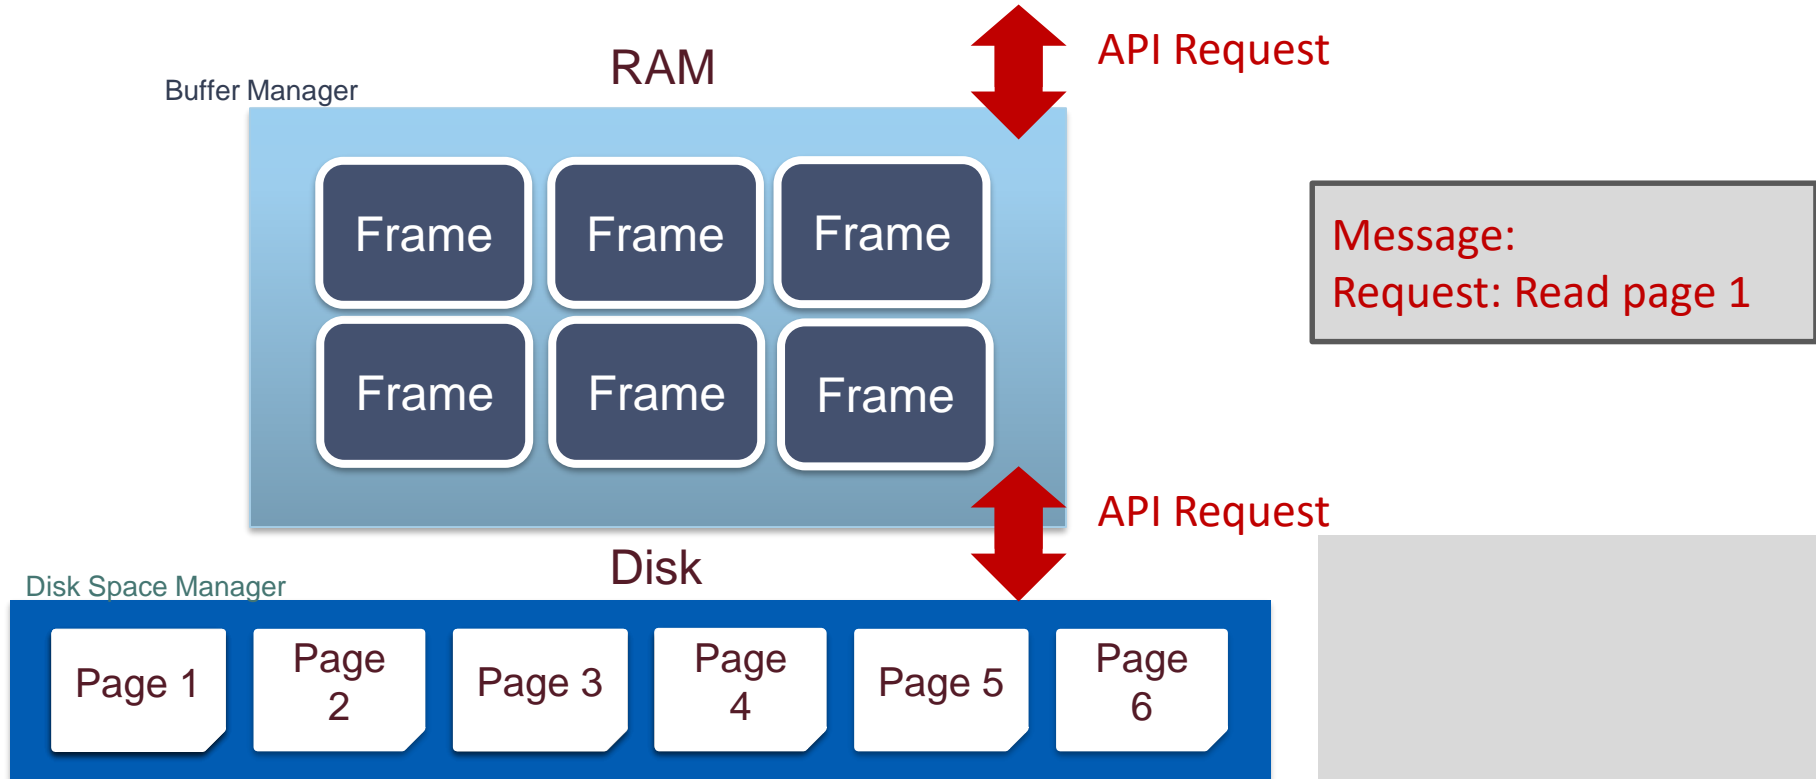 RAM
API Request
Buffer Manager
Frame
Frame
Frame
Message:
Request: Read page 1
Frame
Frame
Frame
API Request
Disk
Disk Space Manager
Page 1
Page
2
Page 3
Page
4
Page 5
Page
6